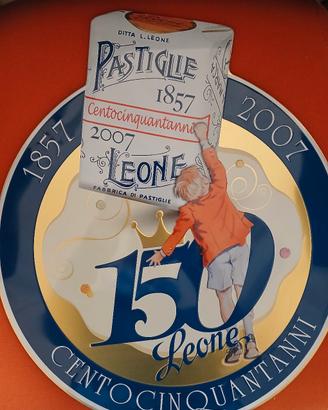 DITTA L. LEONE
PASTIGLIE
1857
Centocinquantanni
2007
LEONE
FABBRICA DI PASTIGLIE
1857
2007
150
Leone
CENTOCINQUANTANNI